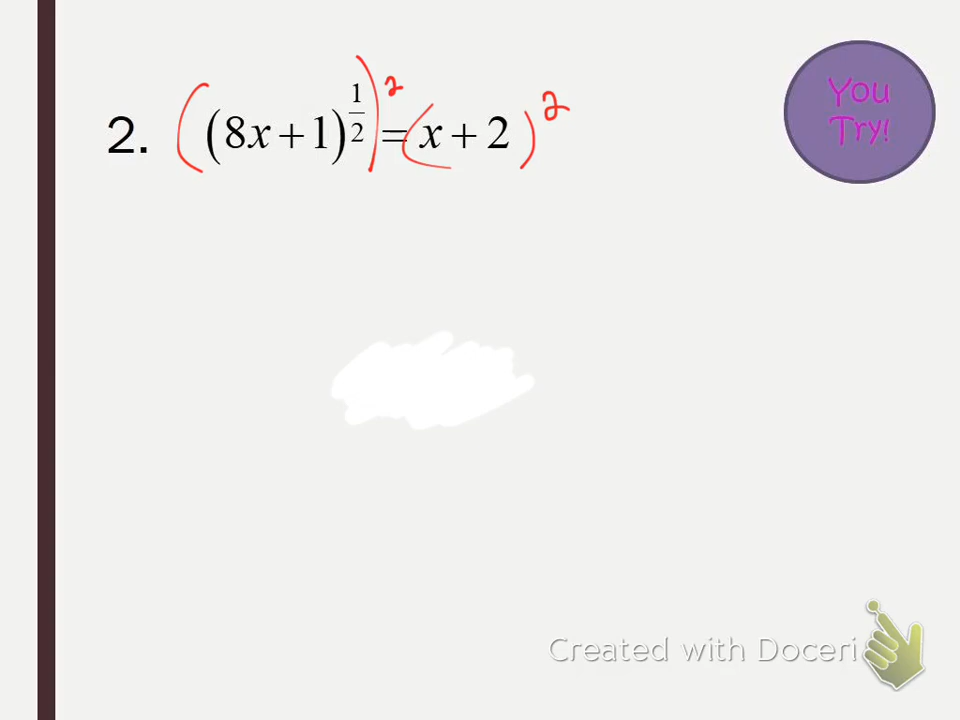 You
Try!
2. ((8x+1)^{1/2})^2 = (x+2)^2
Created with Doceri